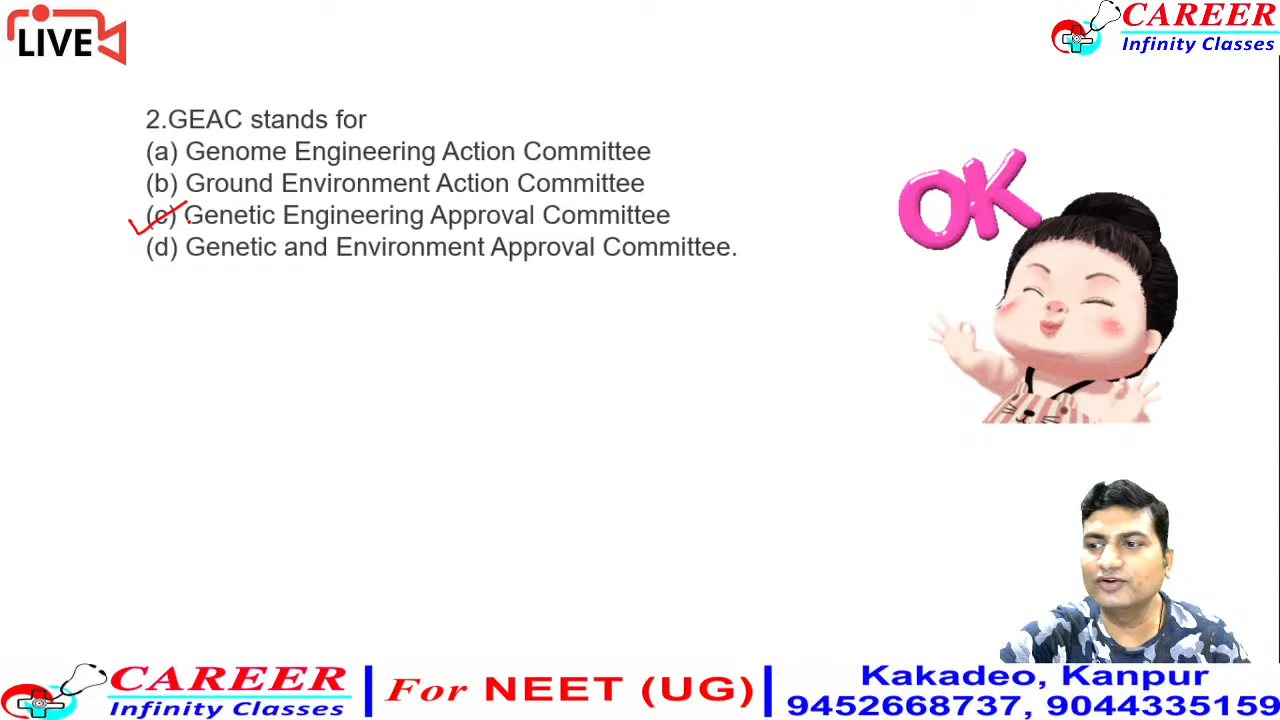 LIVE
CAREER
Infinity Classes
2.GEAC stands for
(a) Genome Engineering Action Committee
(b) Ground Environment Action Committee
(c) Genetic Engineering Approval Committee
(d) Genetic and Environment Approval Committee.
OK
CAREER
Infinity Classes
For NEET (UG)
Kakadeo, Kanpur
9452668737, 9044335159